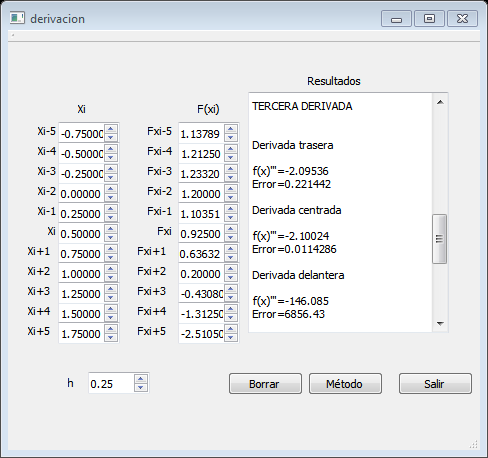 derivacion
Resultados
Xi F(xi)
TERCERA DERIVADA
Xi-5 -0.75000 Fxi-5 1.13789
Xi-4 -0.50000 Fxi-4 1.21250
Xi-3 -0.25000 Fxi-3 1.23320
Xi-2 0.00000 Fxi-2 1.20000
Xi-1 0.25000 Fxi-1 1.10351
Xi 0.50000 Fxi 0.92500
Xi+1 0.75000 Fxi+1 0.63632
Xi+2 1.00000 Fxi+2 0.20000
Xi+3 1.25000 Fxi+3 -0.43080
Xi+4 1.50000 Fxi+4 -1.31250
Xi+5 1.75000 Fxi+5 -2.51050
Derivada trasera
f(x)'''=-2.09536
Error=0.221442
Derivada centrada
f(x)'''=-2.10024
Error=0.0114286
Derivada delantera
f(x)'''=-146.085
Error=6856.43
h 0.25
Borrar Método Salir